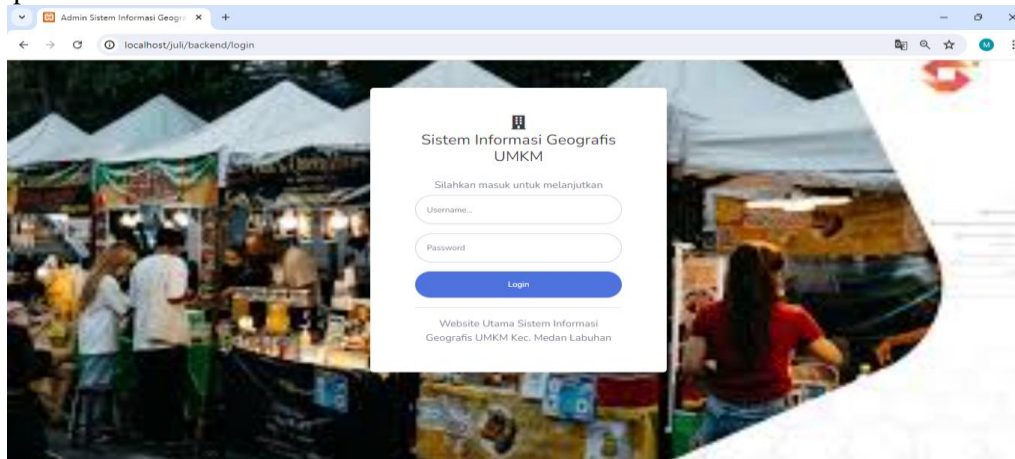 Admin Sistem Informasi Geogr
localhost/juli/backend/login
M
Sistem Informasi Geografis
UMKM
Silahkan masuk untuk melanjutkan
Username...
Password
Login
Website Utama Sistem Informasi
Geografis UMKM Kec. Medan Labuhan